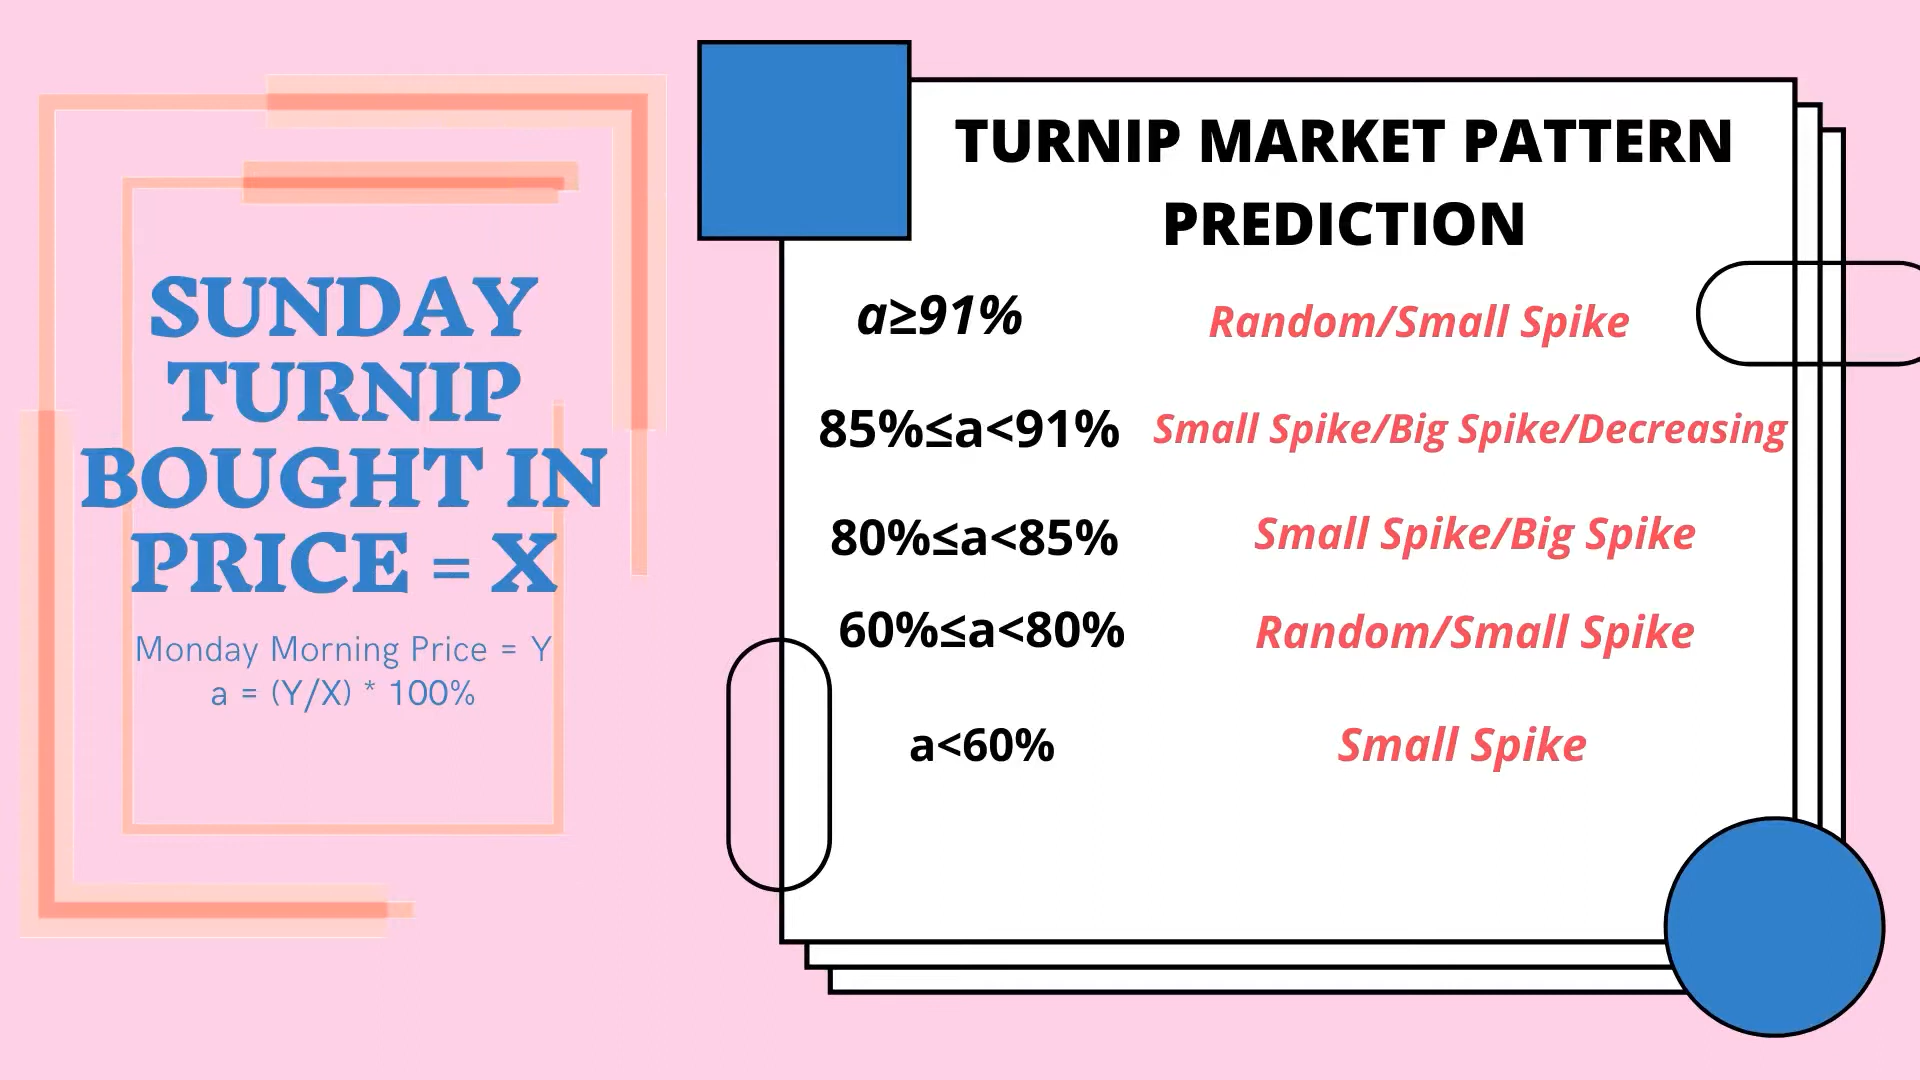 SUNDAY
TURNIP
BOUGHT IN
PRICE = X
Monday Morning Price = Y
a = (Y/X) * 100%
TURNIP MARKET PATTERN
PREDICTION
a≥91% Random/Small Spike
85%≤a<91% Small Spike/Big Spike/Decreasing
80%≤a<85% Small Spike/Big Spike
60%≤a<80% Random/Small Spike
a<60% Small Spike